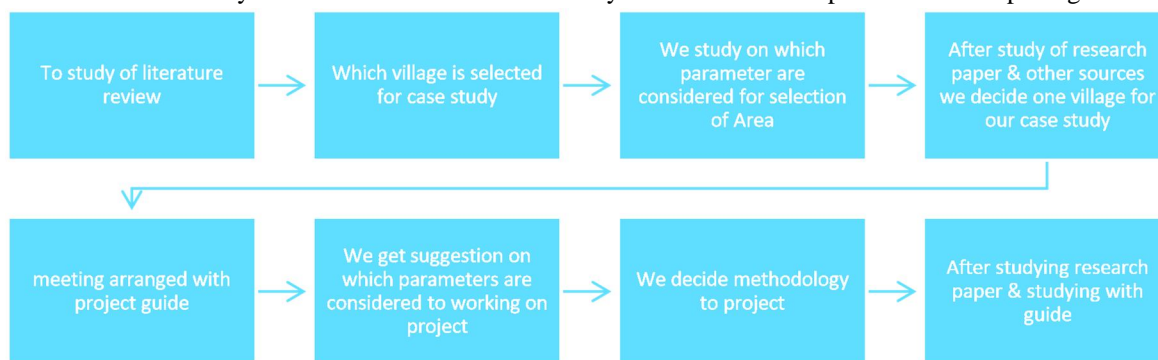 To study of literature
review
Which village is selected
for case study
We study on which
parameter are
considered for selection
of Area
After study of research
paper & other sources
we decide one village for
our case study
meeting arranged with
project guide
We get suggestion on
which parameters are
considered to working on
project
We decide methodology
to project
After studying research
paper & studying with
guide